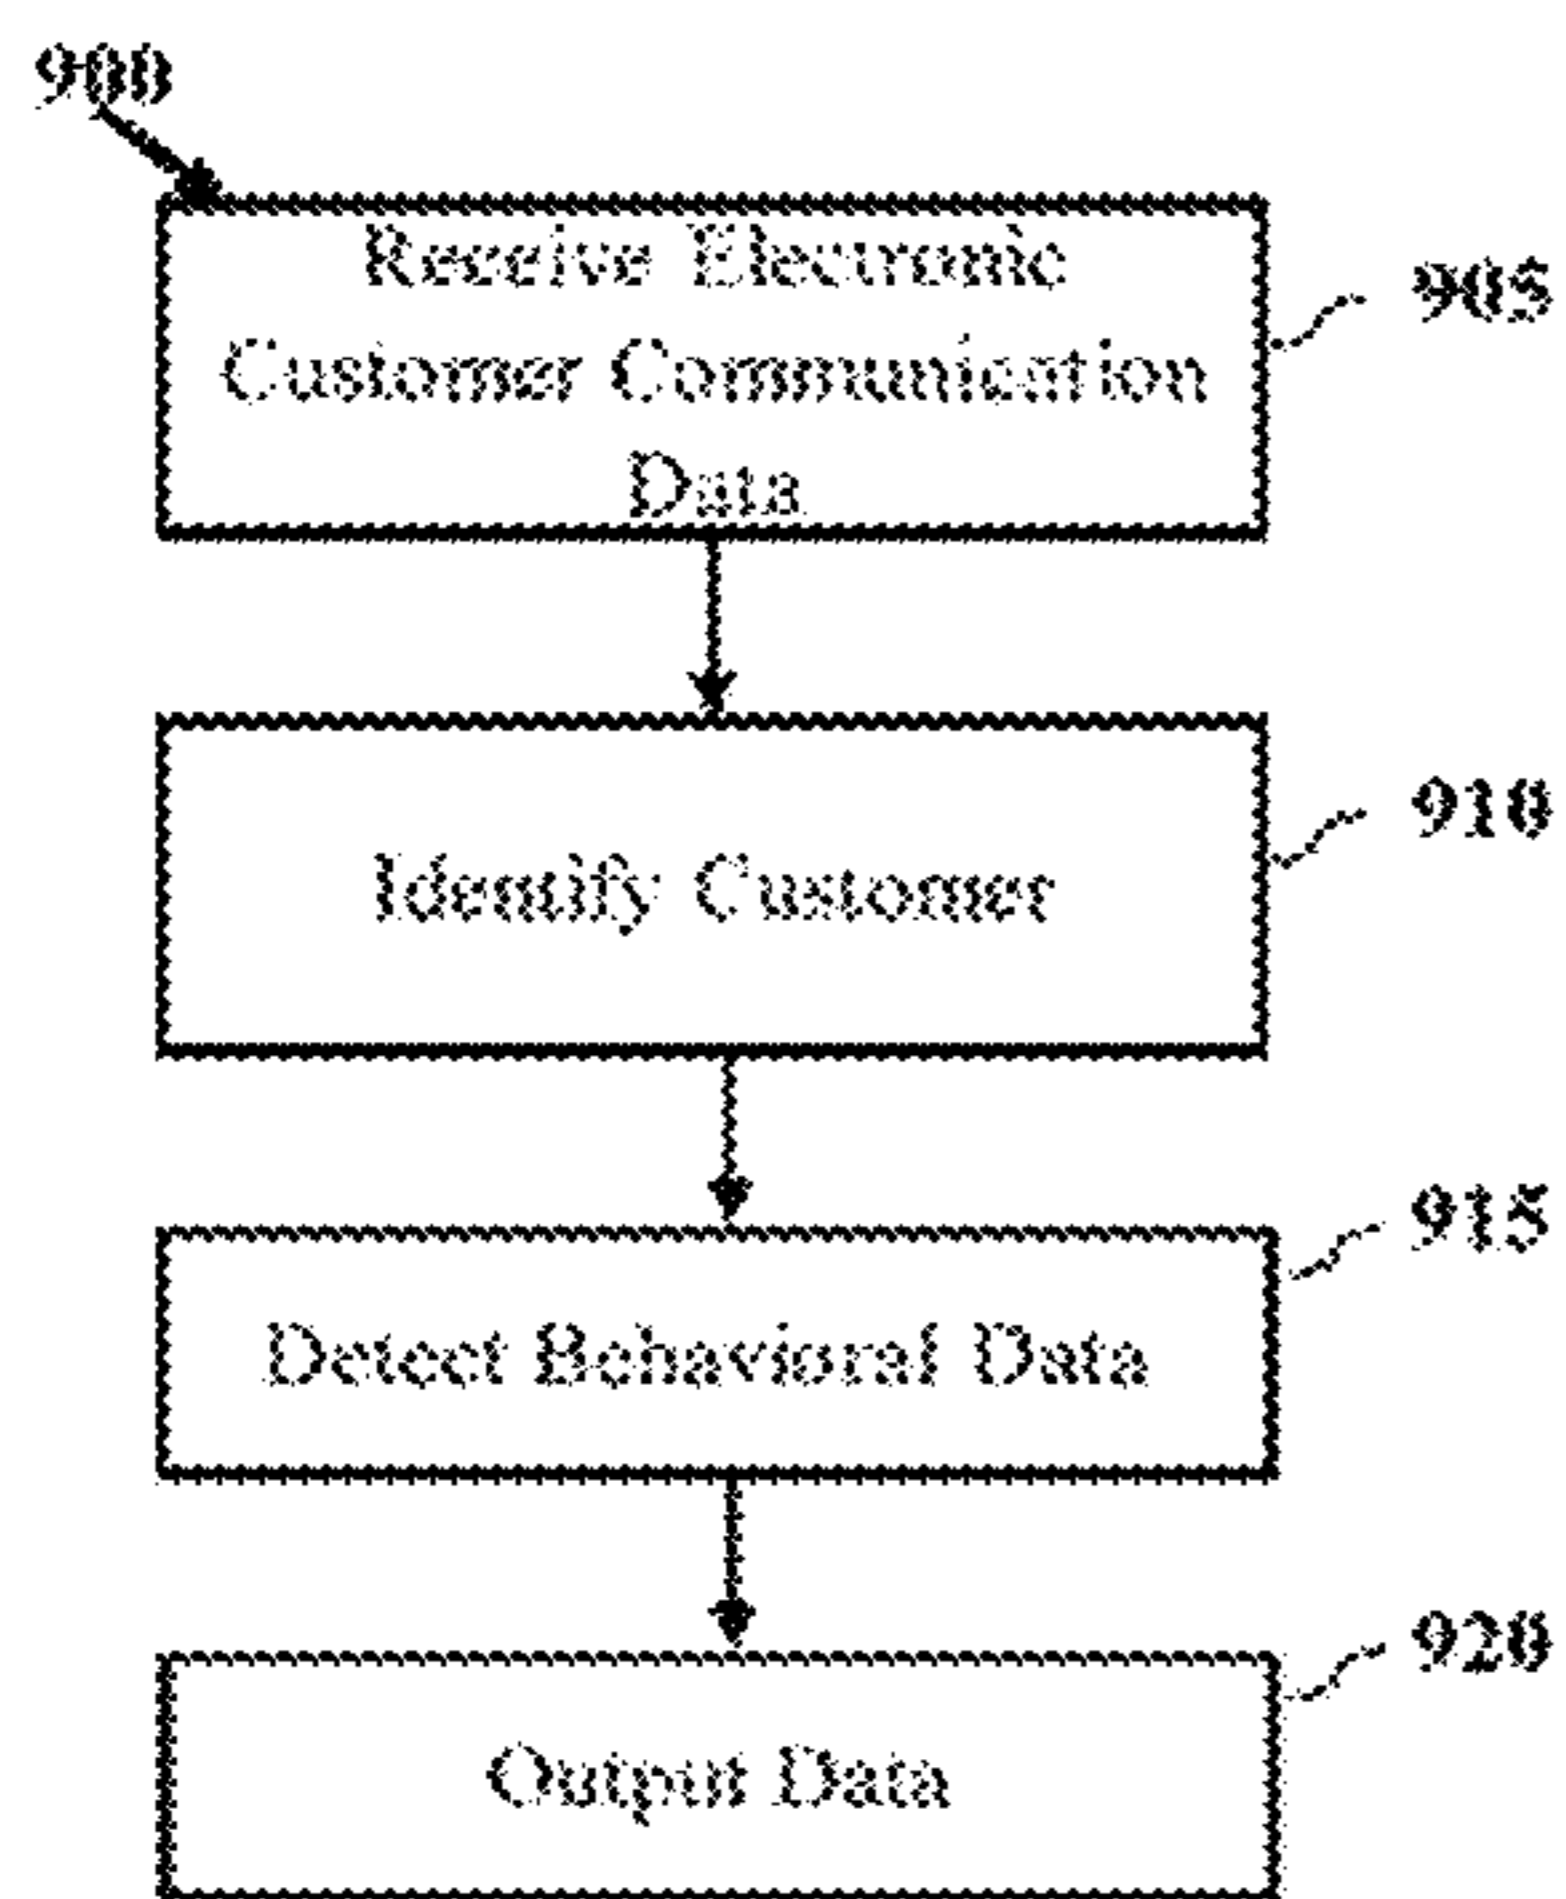 900
Receive Electronic
Customer Communication
Data
905
Identify Customer
910
Detect Behavioral Data
915
Output Data
920